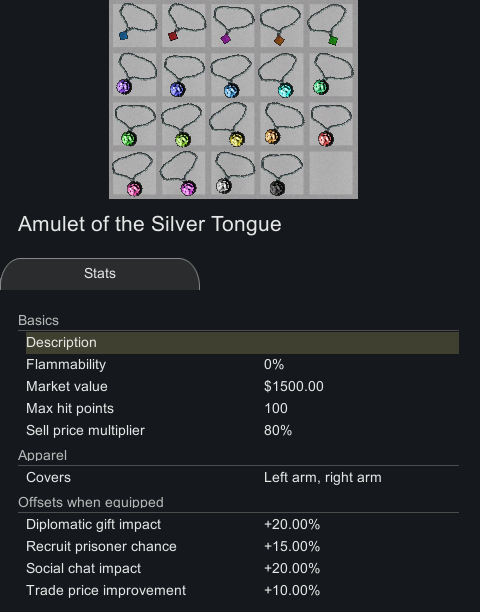 Amulet of the Silver Tongue
Stats
Basics
Description
Flammability 0%
Market value $1500.00
Max hit points 100
Sell price multiplier 80%
Apparel
Covers Left arm, right arm
Offsets when equipped
Diplomatic gift impact +20.00%
Recruit prisoner chance +15.00%
Social chat impact +20.00%
Trade price improvement +10.00%